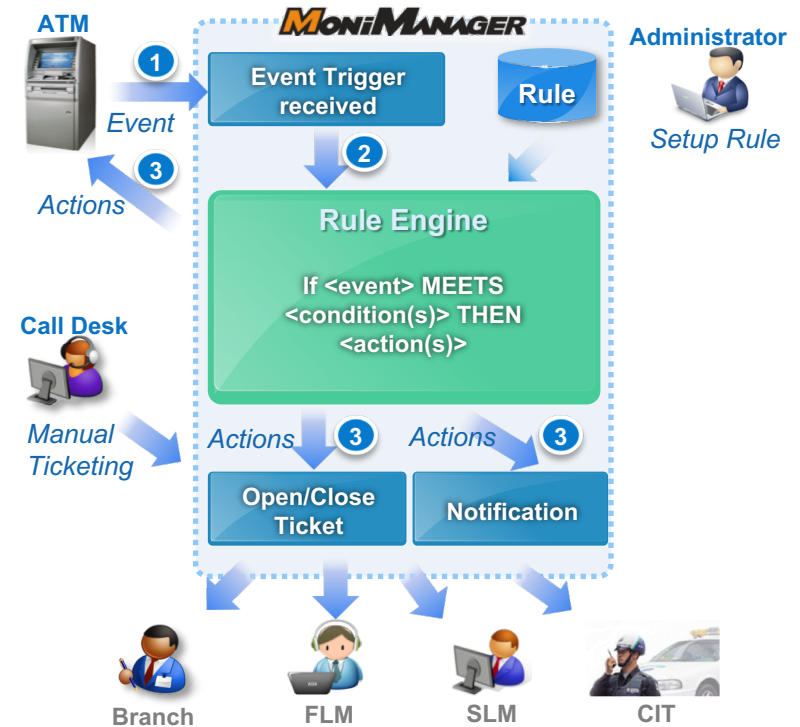 MoniManager
ATM
Administrator
1
Event
Event Trigger
received
Rule
Setup Rule
2
3
Actions
Rule Engine
If <event> MEETS
<condition(s)> THEN
<action(s)>
Call Desk
Manual
Ticketing
Actions
3
Actions
3
Open/Close
Ticket
Notification
Branch
FLM
SLM
CIT